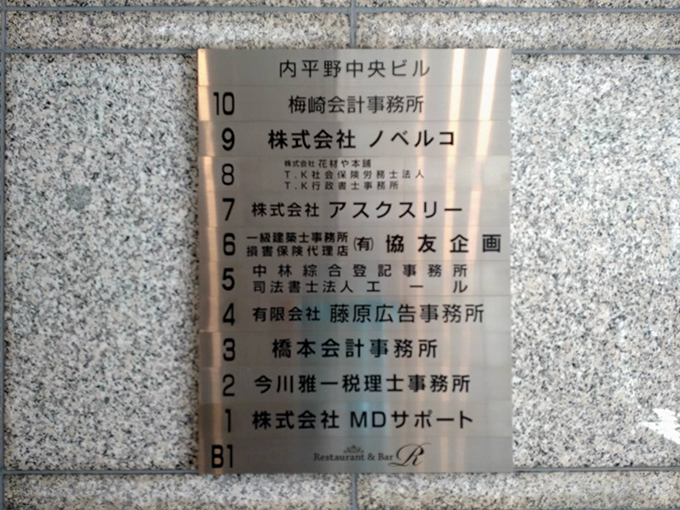 内平野中央ビル
10 梅崎会計事務所
9 株式会社 ノベルコ
8 株式会社 花材や本舗
T.K社会保険労務士法人
T.K行政書士事務所
7 株式会社 アスクスリー
6 一級建築士事務所 損害保険代理店 (有) 協友企画
5 中林綜合登記事務所
司法書士法人エール
4 有限会社 藤原広告事務所
3 橋本会計事務所
2 今川雅一税理士事務所
1 株式会社 MDサポート
B1 Restaurant & Bar R